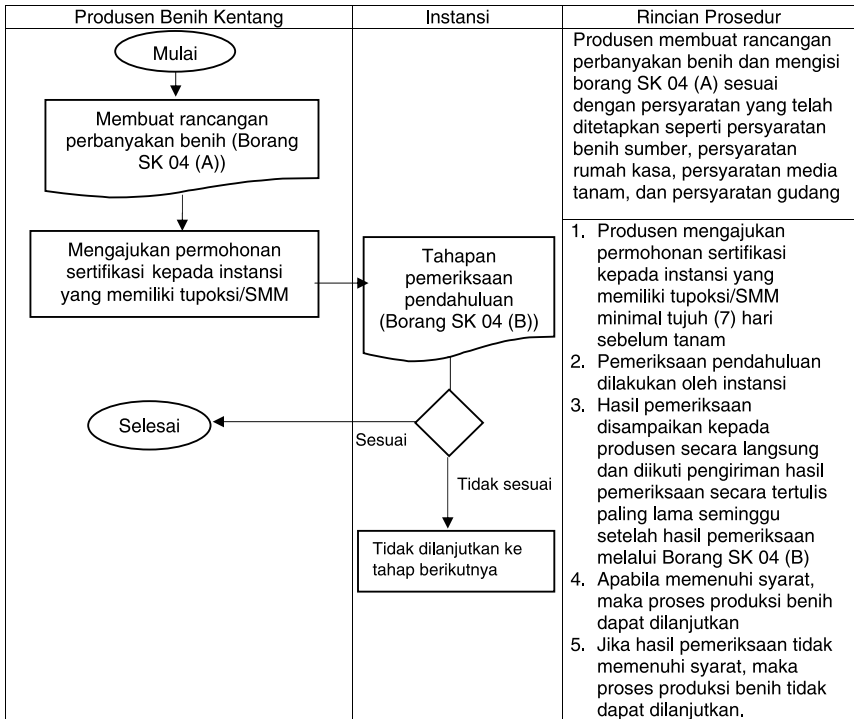 Produsen Benih Kentang
Instansi
Rincian Prosedur
Mulai
Membuat rancangan
perbanyakan benih (Borang
SK 04 (A))
Mengajukan permohonan
sertifikasi kepada instansi
yang memiliki tupoksi/SMM
Selesai
Tahapan
pemeriksaan
pendahuluan
(Borang SK 04 (B))
Sesuai
Tidak sesuai
Tidak dilanjutkan ke
tahap berikutnya
Produsen membuat rancangan
perbanyakan benih dan mengisi
borang SK 04 (A) sesuai
dengan persyaratan yang telah
ditetapkan seperti persyaratan
benih sumber, persyaratan
rumah kasa, persyaratan media
tanam, dan persyaratan gudang
1. Produsen mengajukan
permohonan sertifikasi
kepada instansi yang
memiliki tupoksi/SMM
minimal tujuh (7) hari
sebelum tanam
2. Pemeriksaan pendahuluan
dilakukan oleh instansi
3. Hasil pemeriksaan
disampaikan kepada
produsen secara langsung
dan diikuti pengiriman hasil
pemeriksaan secara tertulis
paling lama seminggu
setelah hasil pemeriksaan
melalui Borang SK 04 (B)
4. Apabila memenuhi syarat,
maka proses produksi benih
dapat dilanjutkan
5. Jika hasil pemeriksaan tidak
memenuhi syarat, maka
proses produksi benih tidak
dapat dilanjutkan,